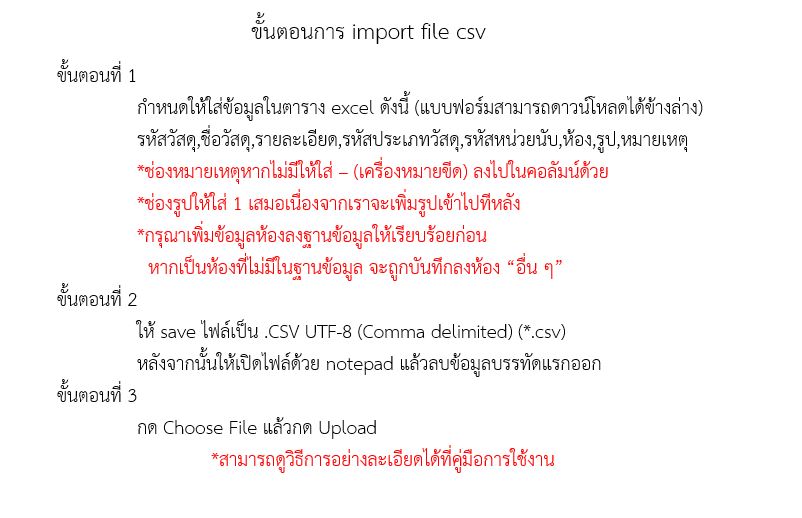 ขั้นตอนการ import file csv
ขั้นตอนที่ 1
กำหนดให้ใส่ข้อมูลในตาราง excel ดังนี้ (แบบฟอร์มสามารถดาวน์โหลดได้ข้างล่าง)
รหัสวัสดุ,ชื่อวัสดุ,รายละเอียด,รหัสประเภทวัสดุ,รหัสหน่วยนับ,ห้อง,รูป,หมายเหตุ
*ช่องหมายเหตุหากไม่มีให้ใส่ – (เครื่องหมายขีด) ลงไปในคอลัมน์ด้วย
*ช่องรูปให้ใส่ 1 เสมอเนื่องจากเราจะเพิ่มรูปเข้าไปทีหลัง
*กรุณาเพิ่มข้อมูลห้องลงฐานข้อมูลให้เรียบร้อยก่อน
หากเป็นห้องที่ไม่มีในฐานข้อมูล จะถูกบันทึกลงห้อง “อื่น ๆ”
ขั้นตอนที่ 2
ให้ save ไฟล์เป็น .CSV UTF-8 (Comma delimited) (*.csv)
หลังจากนั้นให้เปิดไฟล์ด้วย notepad แล้วลบข้อมูลบรรทัดแรกออก
ขั้นตอนที่ 3
กด Choose File แล้วกด Upload
*สามารถดูวิธีการอย่างละเอียดได้ที่คู่มือการใช้งาน